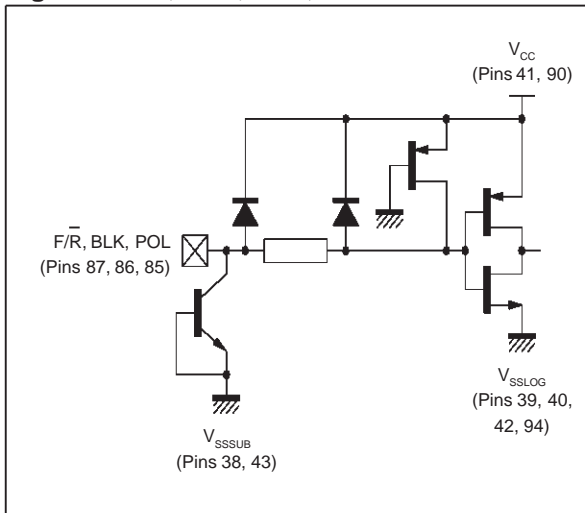 V_CC
(Pins 41, 90)
F/R̅, BLK, POL
(Pins 87, 86, 85)
V_SSLOG
(Pins 39, 40,
42, 94)
V_SSSUB
(Pins 38, 43)